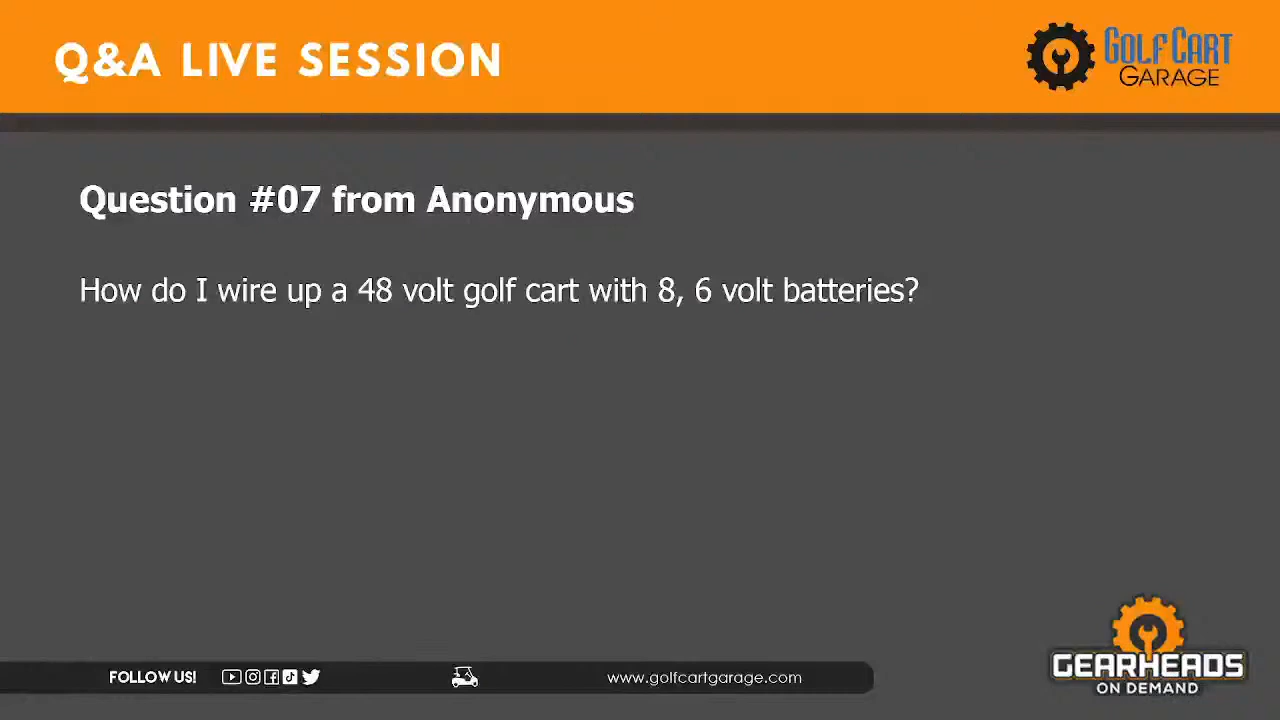 Q&A LIVE SESSION
GOLF CART
GARAGE
Question #07 from Anonymous
How do I wire up a 48 volt golf cart with 8, 6 volt batteries?
FOLLOW US!
www.golfcartgarage.com
GEARHEADS
ON DEMAND